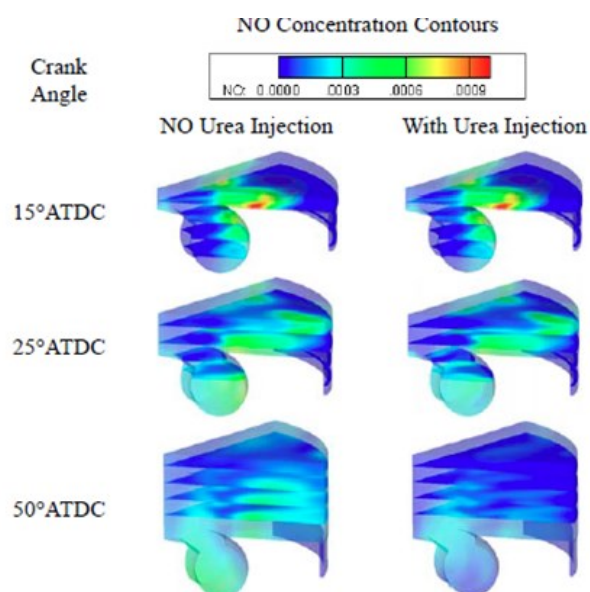 NO Concentration Contours
Crank
Angle
NO: 0.0000 .0003 .0006 .0009
NO Urea Injection
With Urea Injection
15°ATDC
25°ATDC
50°ATDC